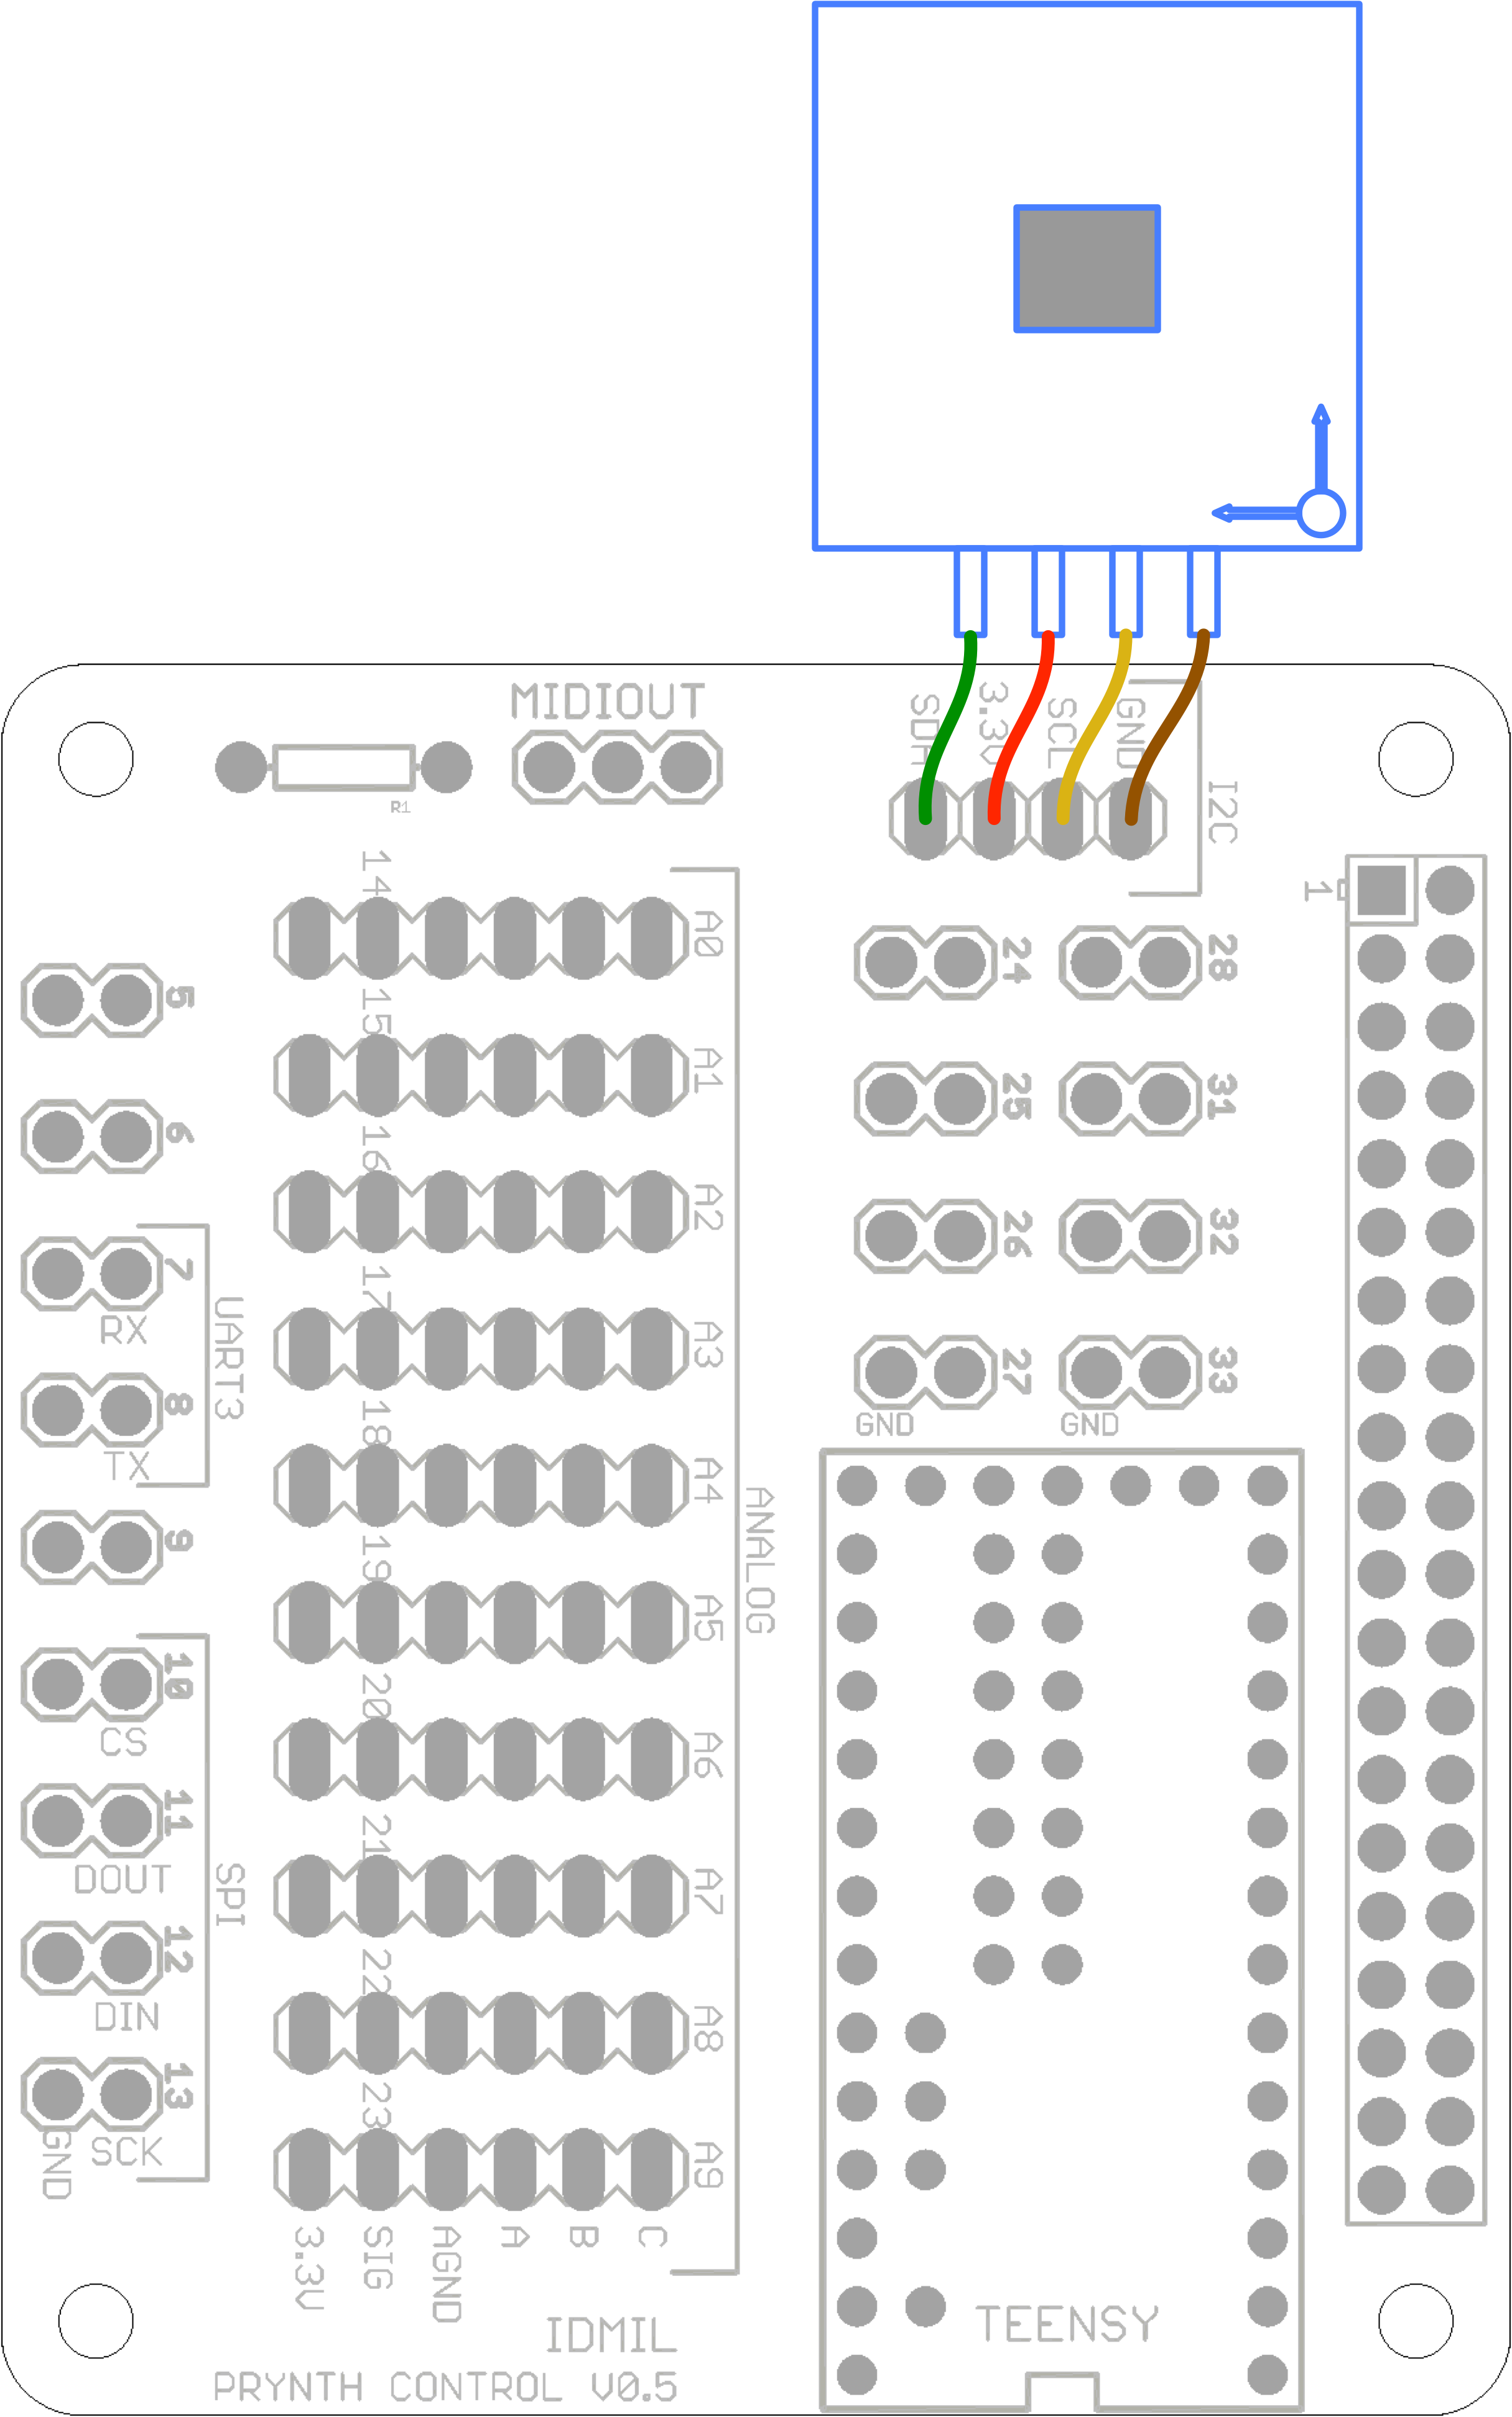 MIDIOUT
SDA
3.3V
SCL
GND
I2C
R1
1
14
A0
15
A1
16
A2
17
A3
18
A4
19
A5
20
A6
21
A7
22
A8
23
A9
ANALOG
3.3V
SIG
AGND
A
B
C
5
6
7
RX
8
TX
UART3
9
10
CS
11
DOUT
12
DIN
13
SCK
GND
SPI
24
28
25
31
26
32
27
33
GND
GND
TEENSY
IDMIL
PRYNTH CONTROL V0.5